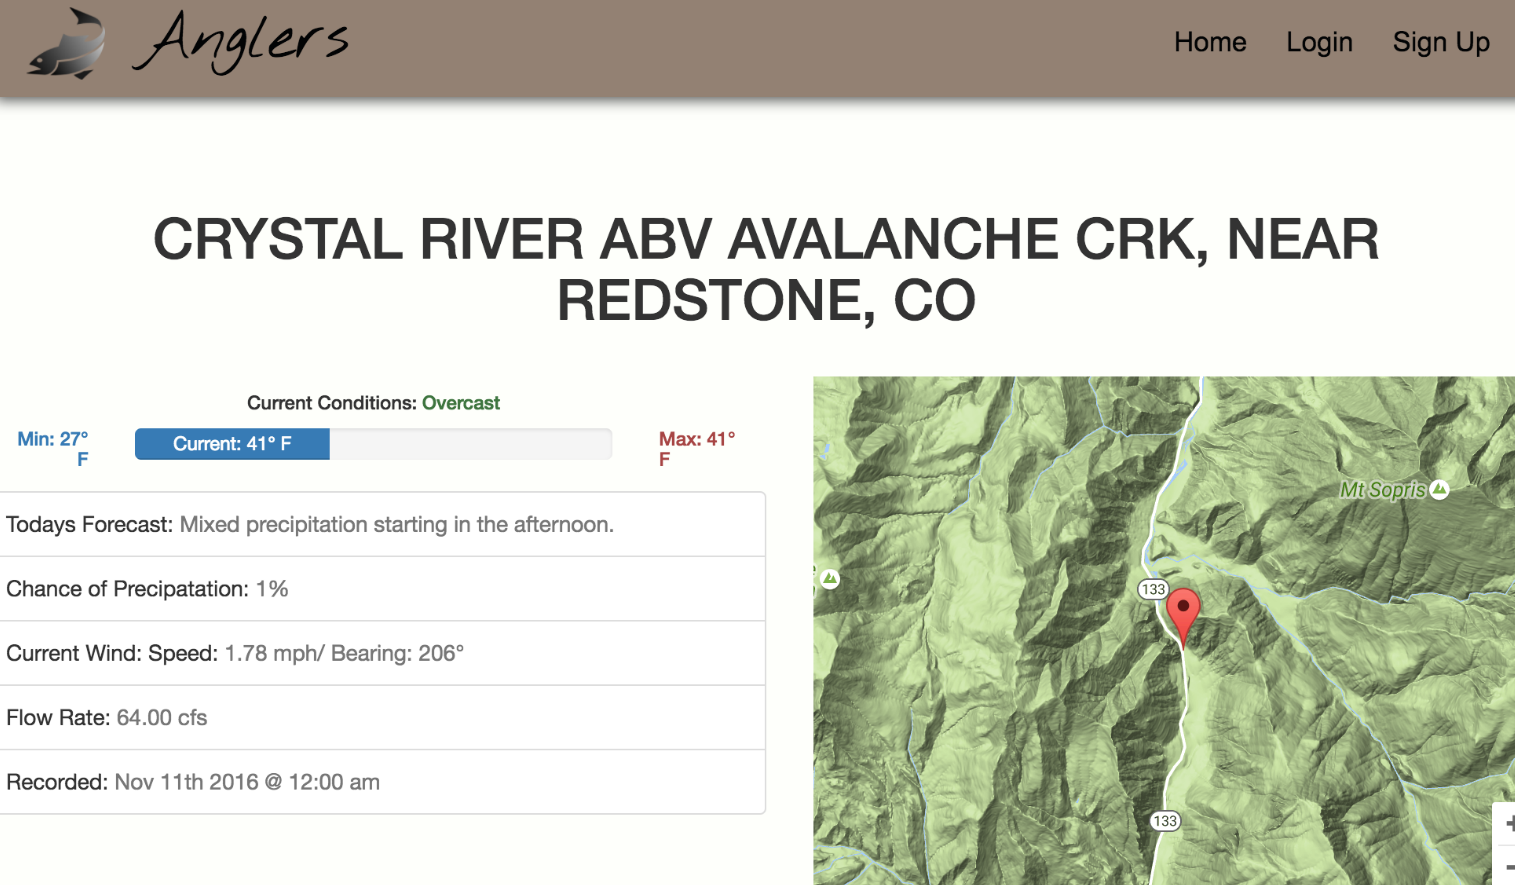 Anglers
Home Login Sign Up
CRYSTAL RIVER ABV AVALANCHE CRK, NEAR
REDSTONE, CO
Current Conditions: Overcast
Min: 27°
F
Current: 41° F
Max: 41°
F
Todays Forecast: Mixed precipitation starting in the afternoon.
Chance of Precipatation: 1%
Current Wind: Speed: 1.78 mph/ Bearing: 206°
Flow Rate: 64.00 cfs
Recorded: Nov 11th 2016 @ 12:00 am
Mt Sopris
133
133